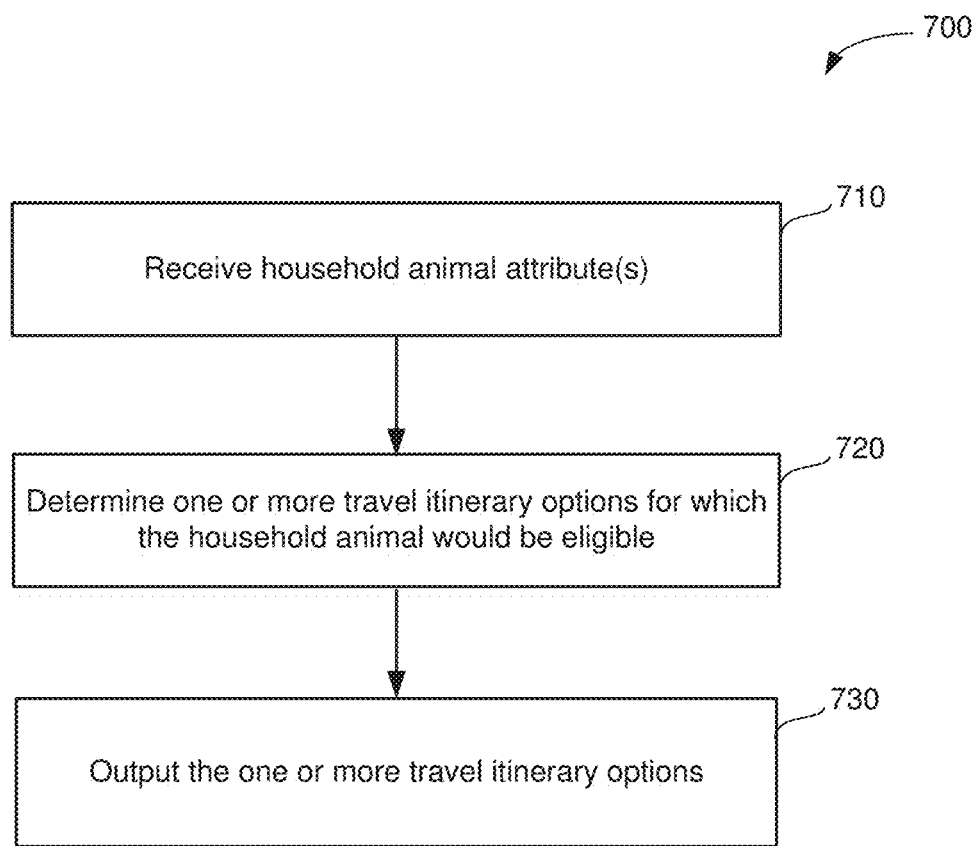 700
710
Receive household animal attribute(s)
720
Determine one or more travel itinerary options for which
the household animal would be eligible
730
Output the one or more travel itinerary options